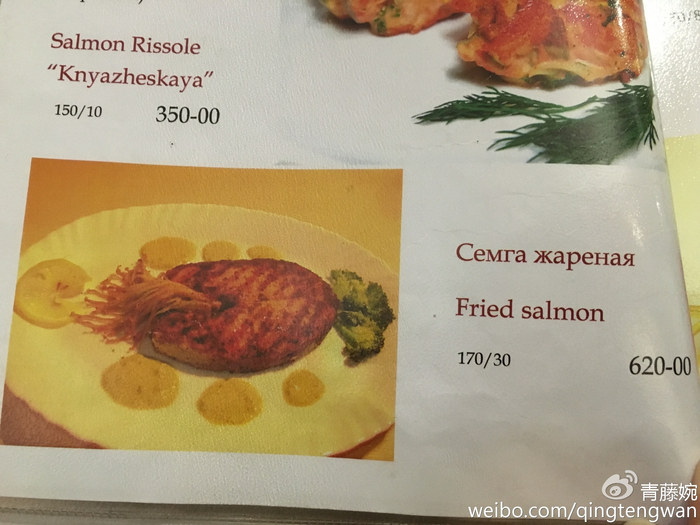 Salmon Rissole
“Knyazheskaya”
150/10 350-00
Семга жареная
Fried salmon
170/30 620-00
青藤婉
weibo.com/qingtengwan